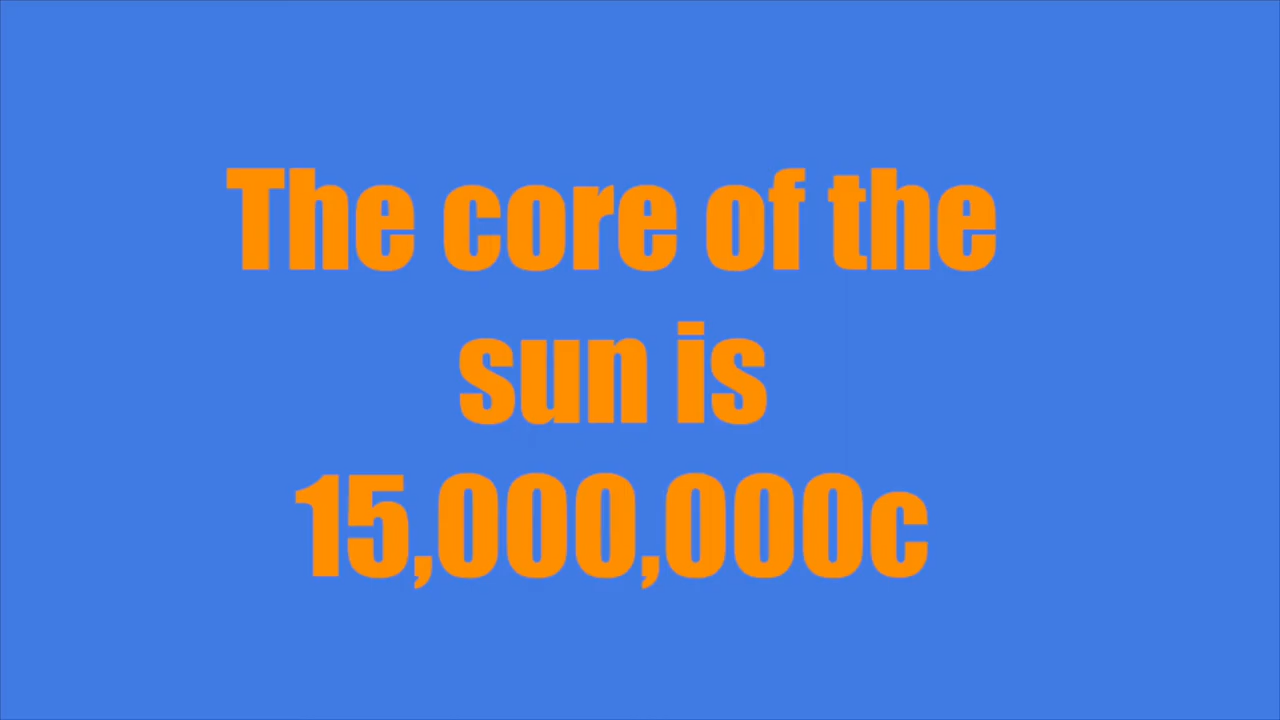 The core of the
sun is
15,000,000c